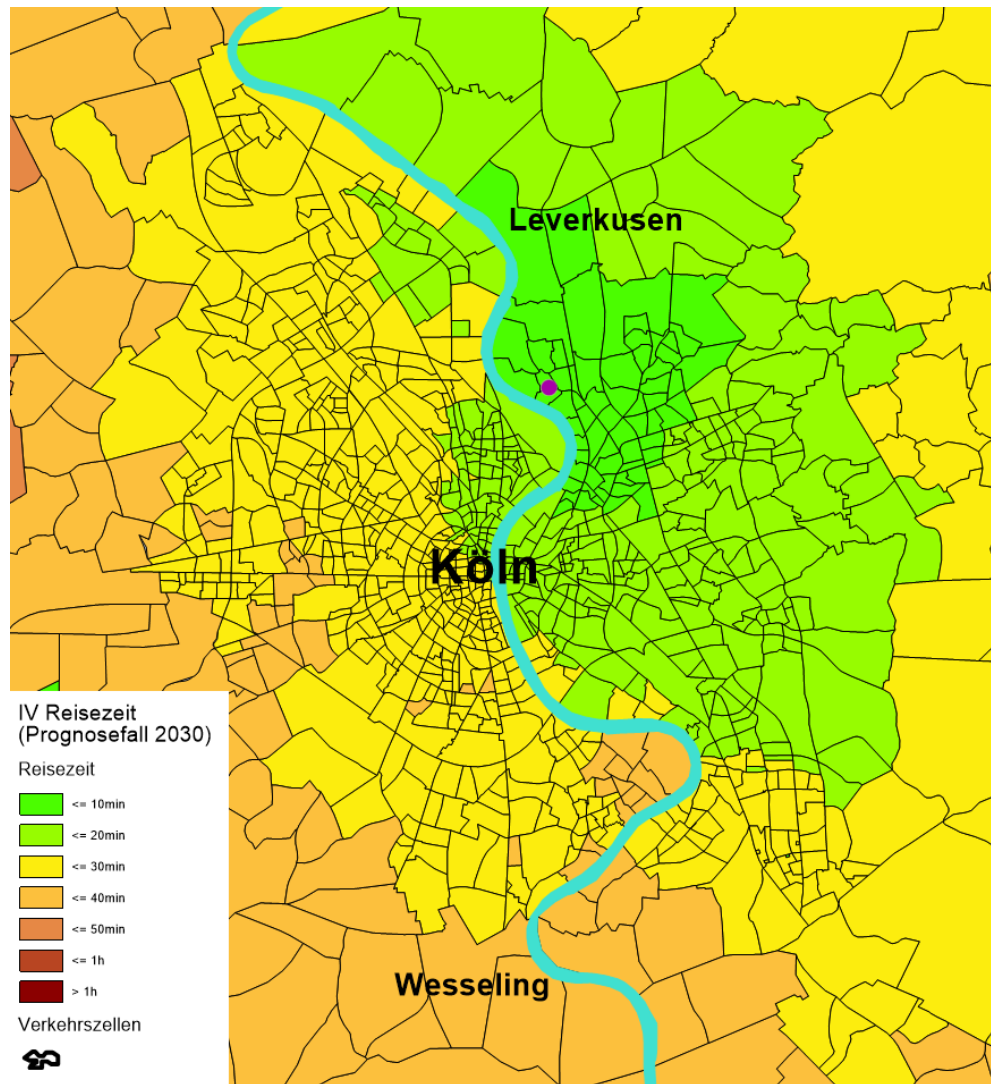 Leverkusen
Köln
Wesseling
IV Reisezeit
(Prognosefall 2030)
Reisezeit
<= 10min
<= 20min
<= 30min
<= 40min
<= 50min
<= 1h
> 1h
Verkehrszellen